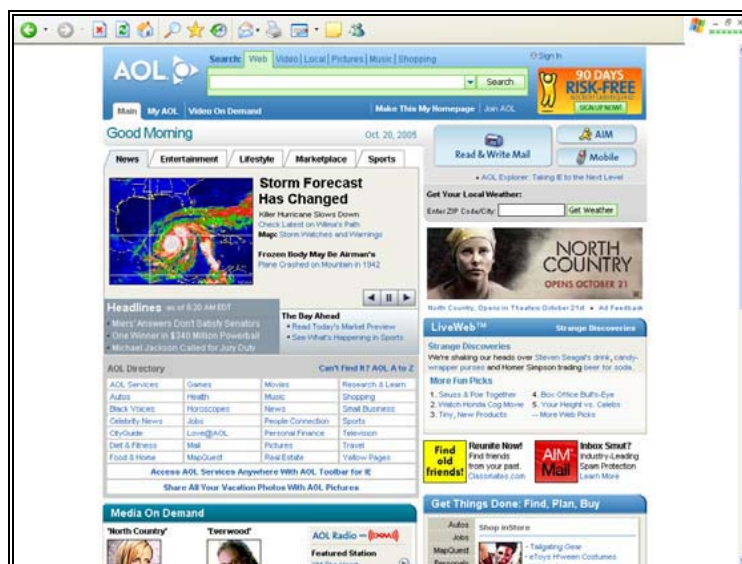 Search: Web Video | Local | Pictures | Music | Shopping
Sign In
AOL
Search
90 DAYS
RISK-FREE
SIGN UP NOW!
Main My AOL Video On Demand
Make This My Homepage | Join AOL
Good Morning
Oct. 20, 2005
Read & Write Mail
AIM
Mobile
• AOL Explorer: Taking IE to the Next Level
News Entertainment Lifestyle Marketplace Sports
Storm Forecast
Has Changed
Killer Hurricane Slows Down
Check Latest on Wilma's Path
Map: Storm Watches and Warnings
Frozen Body May Be Airman's
Plane Crashed on Mountain in 1942
Get Your Local Weather:
Enter ZIP Code/City: Get Weather
NORTH
COUNTRY
OPENS OCTOBER 21
North Country, Opens in Theaters October 21st • Ad Feedback
Headlines as of 8:20 AM EDT
• Miers' Answers Don't Satisfy Senators
• One Winner in $340 Million Powerball
• Michael Jackson Called for Jury Duty
The Day Ahead
• Read Today's Market Preview
• See What's Happening in Sports
LiveWeb™ Strange Discoveries
Strange Discoveries
We're shaking our heads over Steven Seagal's drink, candy-
wrapper purses and Homer Simpson trading beer for soda.
More Fun Picks
1. Seuss & Poe Together 4. Box Office Bull's-Eye
2. Watch Honda Cog Movie 5. Your Height vs. Celebs
3. Tiny, New Products -- More Web Picks
AOL Directory Can't Find It? AOL A to Z
AOL Services Games Movies Research & Learn
Autos Health Music Shopping
Black Voices Horoscopes News Small Business
Celebrity News Jobs People Connection Sports
CityGuide Love@AOL Personal Finance Television
Diet & Fitness Mail Pictures Travel
Food & Home MapQuest Real Estate Yellow Pages
Access AOL Services Anywhere With AOL Toolbar for IE
Share All Your Vacation Photos With AOL Pictures
Find
old
friends!
Reunite Now!
Find friends
from your past.
Classmates.com
AIM
Mail
Inbox Smut?
Industry-Leading
Spam Protection
Learn More
Media On Demand
'North Country' 'Everwood'
AOL Radio
Featured Station
Get Things Done: Find, Plan, Buy
Autos
Jobs
MapQuest
Personals
Shop inStore
• Tailgating Gear
• eToys H'ween Costumes